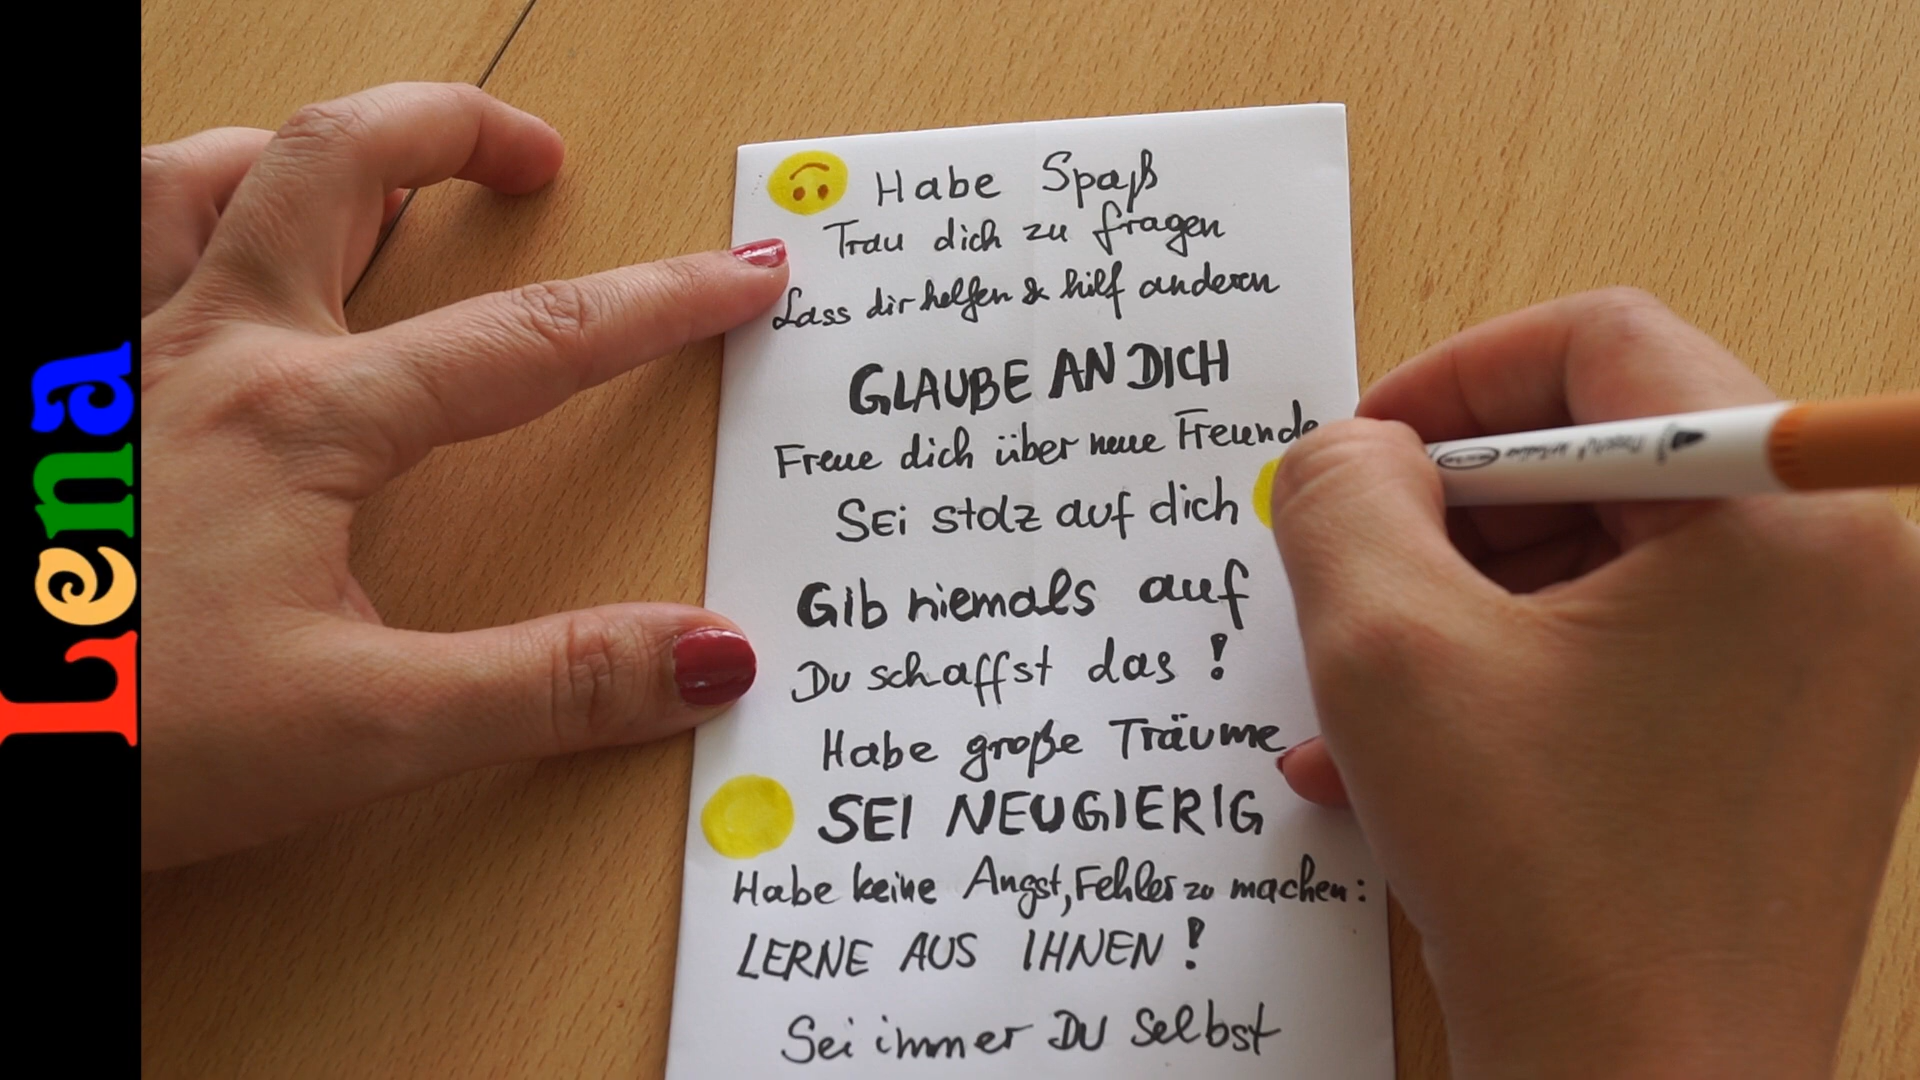 Lena
Habe Spaß
Trau dich zu fragen
Lass dir helfen & hilf anderen
GLAUBE AN DICH
Freue dich über neue Freunde
SEi stolz auf dich
GIb niemals auf
Du schaffst das!
Habe große Träume
SEI NEUGIERIG
Habe keine Angst, Fehler zu machen:
LERNE AUS IHNEN!
Sei immer DU Selbst